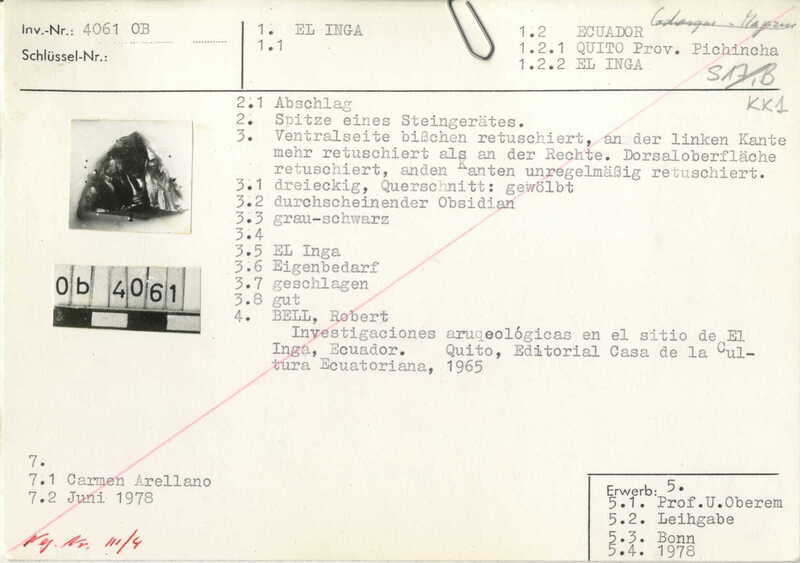 Inv.-Nr.: 4061 OB
Schlüssel-Nr.:
1. EL INGA
1.1
1.2 ECUADOR
1.2.1 QUITO Prov. Pichincha
1.2.2 EL INGA
S17,B
KK1
2.1 Abschlag
2. Spitze eines Steingerätes.
3. Ventralseite bißchen retuschiert, an der linken Kante
mehr retuschiert als an der Rechte. Dorsaloberfläche
retuschiert, anden Kanten unregelmäßig retuschiert.
3.1 dreieckig, Querschnitt: gewölbt
3.2 durchscheinender Obsidian
3.3 grau-schwarz
3.4
3.5 EL Inga
3.6 Eigenbedarf
3.7 geschlagen
3.8 gut
4. BELL, Robert
Investigaciones aruqeológicas en el sitio de El
Inga, Ecuador. Quito, Editorial Casa de la Cul-
tura Ecuatoriana, 1965
Ob 4061
7.
7.1 Carmen Arellano
7.2 Juni 1978
Nr. III/4
Erwerb: 5.
5.1. Prof.U.Oberem
5.2. Leihgabe
5.3. Bonn
5.4. 1978